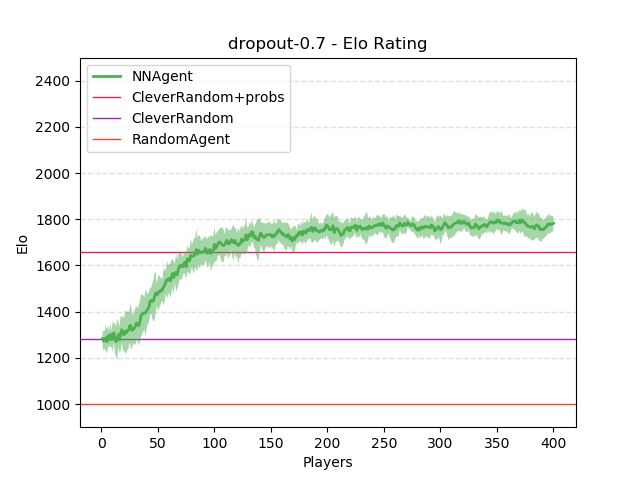 dropout-0.7 - Elo Rating
NNAgent
CleverRandom+probs
CleverRandom
RandomAgent
2400
2200
2000
1800
1600
1400
1200
1000
Elo
0 50 100 150 200 250 300 350 400
Players